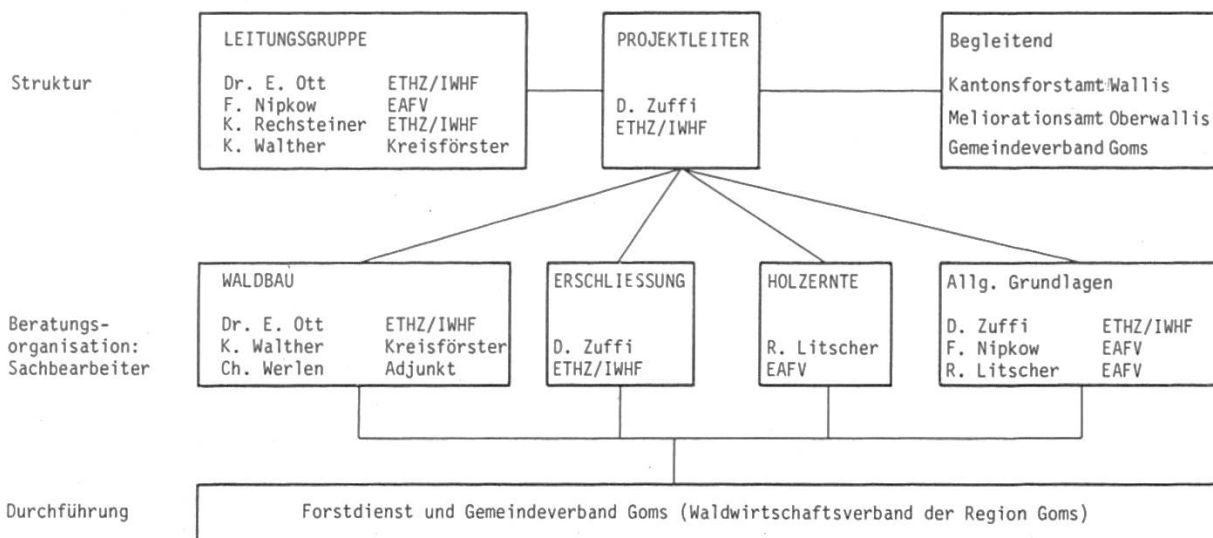 Struktur
LEITUNGSGRUPPE
Dr. E. Ott ETHZ/IWHF
F. Nipkow EAFV
K. Rechsteiner ETHZ/IWHF
K. Walther Kreisförster
PROJEKTLEITER
D. Zuffi
ETHZ/IWHF
Begleitend
Kantonsforstamt Wallis
Meliorationsamt Oberwallis
Gemeindeverband Goms
Beratungs-
organisation:
Sachbearbeiter
WALDBAU
Dr. E. Ott ETHZ/IWHF
K. Walther Kreisförster
Ch. Werlen Adjunkt
ERSCHLIESSUNG
D. Zuffi
ETHZ/IWHF
HOLZERNTE
R. Litscher
EAFV
Allg. Grundlagen
D. Zuffi ETHZ/IWHF
F. Nipkow EAFV
R. Litscher EAFV
Durchführung
Forstdienst und Gemeindeverband Goms (Waldwirtschaftsverband der Region Goms)